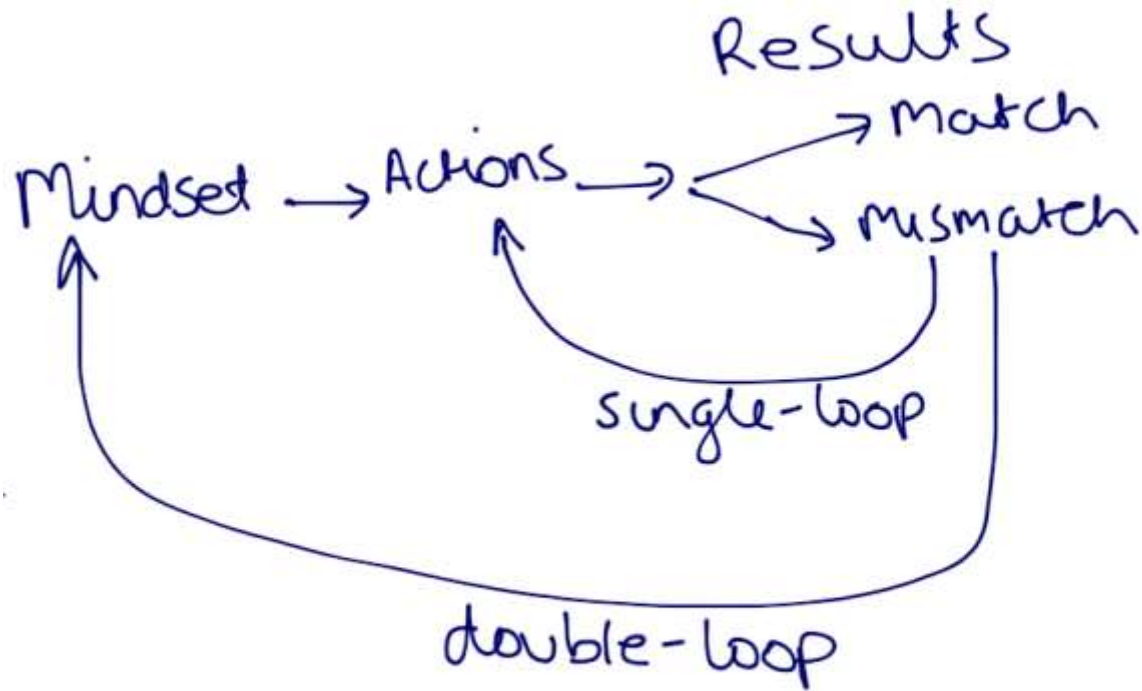 Results
Match
Mindset → Actions →
Mismatch
single-loop
double-loop